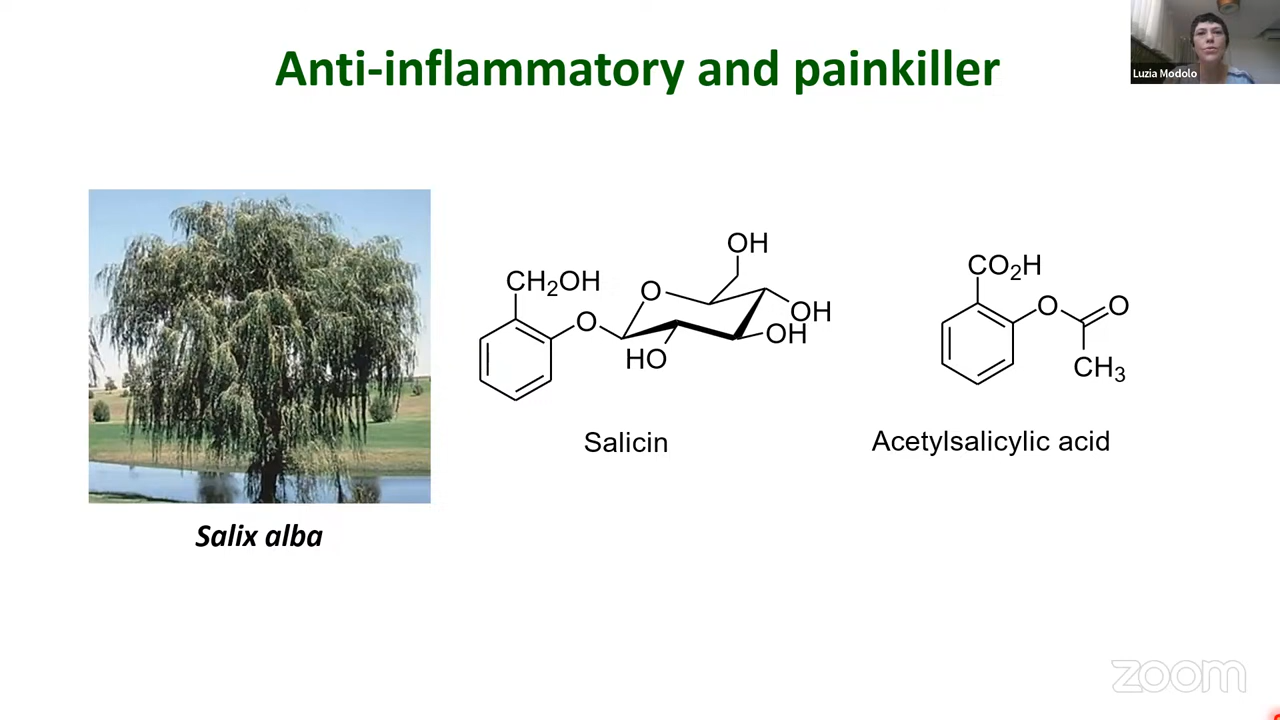 Anti-inflammatory and painkiller
Luzia Modolo
OH
CH₂OH
O
OH
O
OH
HO
Salicin
CO₂H
O
O
CH₃
Acetylsalicylic acid
Salix alba
zoom